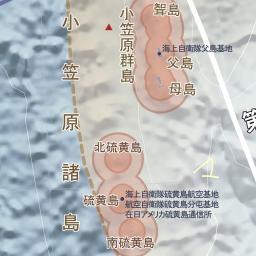 小笠原諸島
小笠原群島
聟島
海上自衛隊父島基地
父島
母島
北硫黄島
硫黄島
海上自衛隊硫黄島航空基地
航空自衛隊硫黄島分屯基地
在日アメリカ硫黄島通信所
南硫黄島
第
1